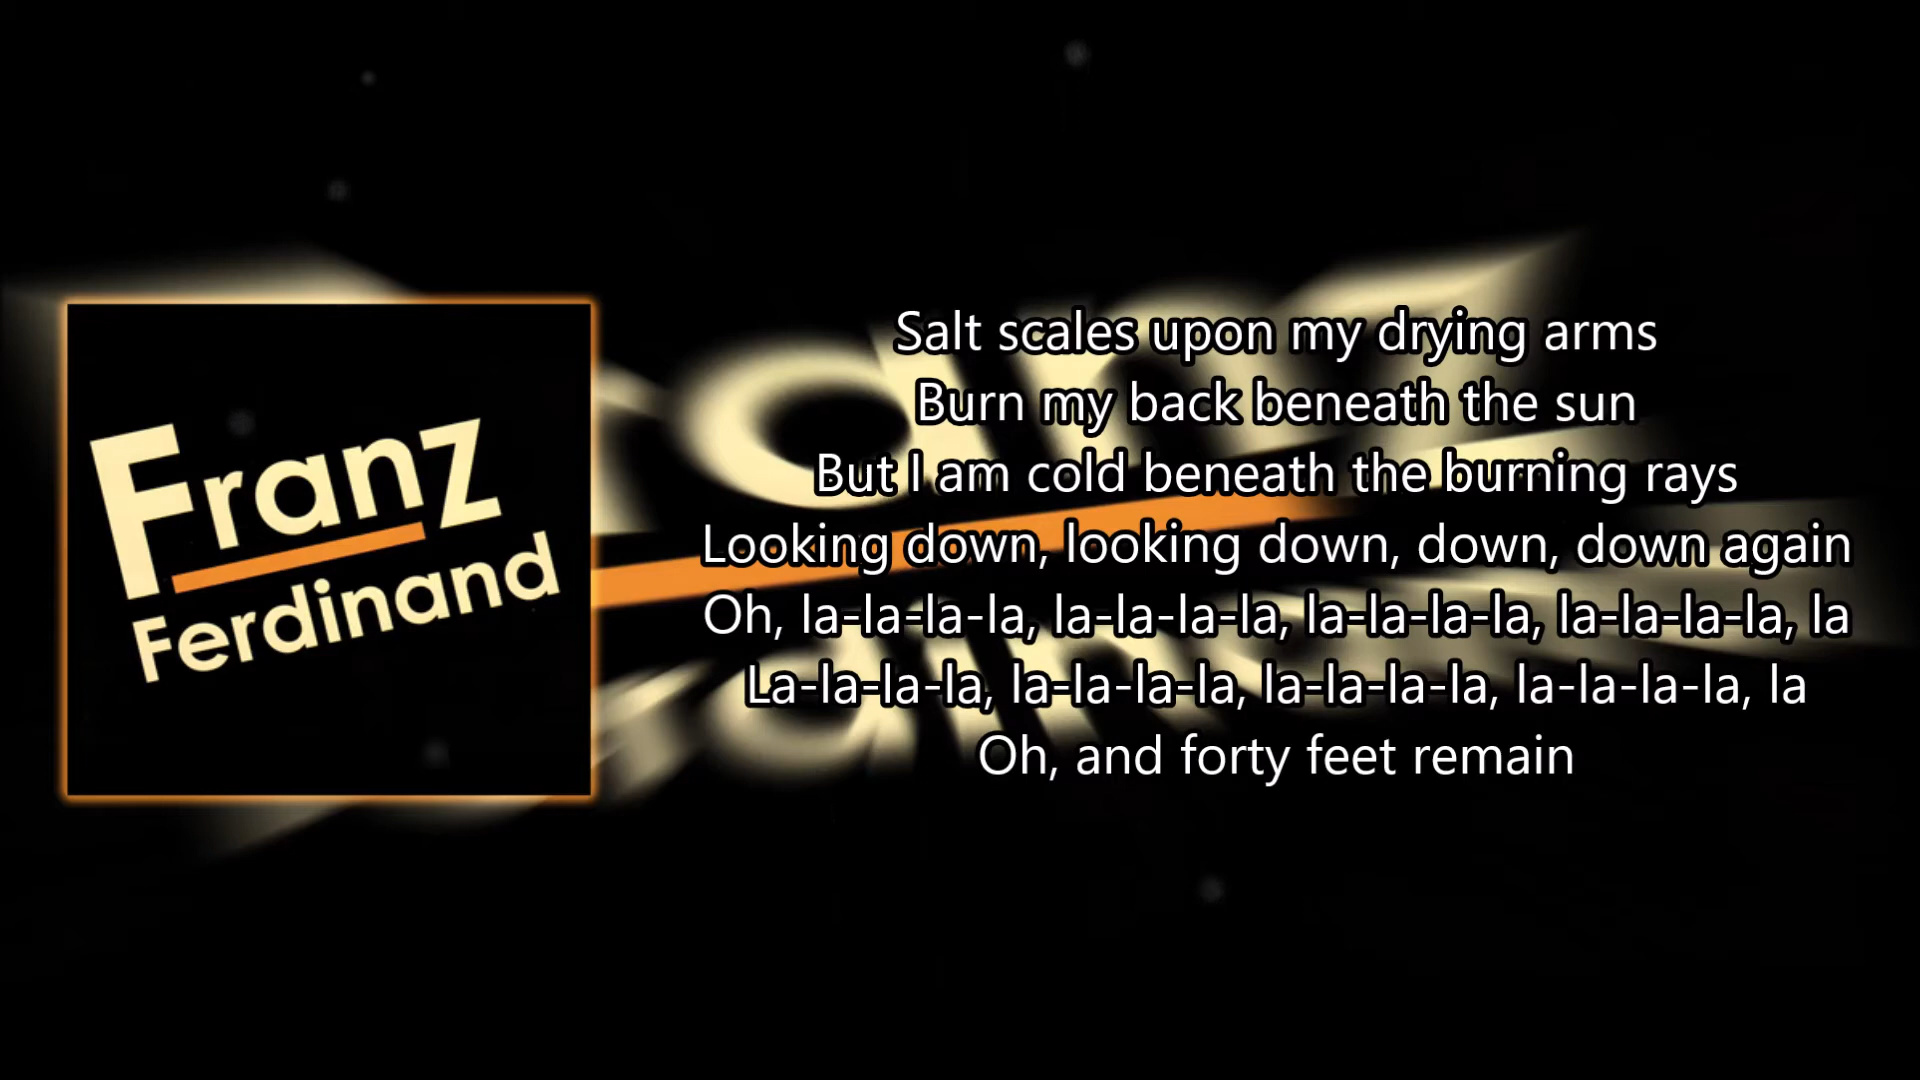 Franz
Ferdinand
Salt scales upon my drying arms
Burn my back beneath the sun
But I am cold beneath the burning rays
Looking down, looking down, down, down again
Oh, la-la-la-la, la-la-la-la, la-la-la-la, la-la-la-la, la
La-la-la-la, la-la-la-la, la-la-la-la, la-la-la-la, la
Oh, and forty feet remain